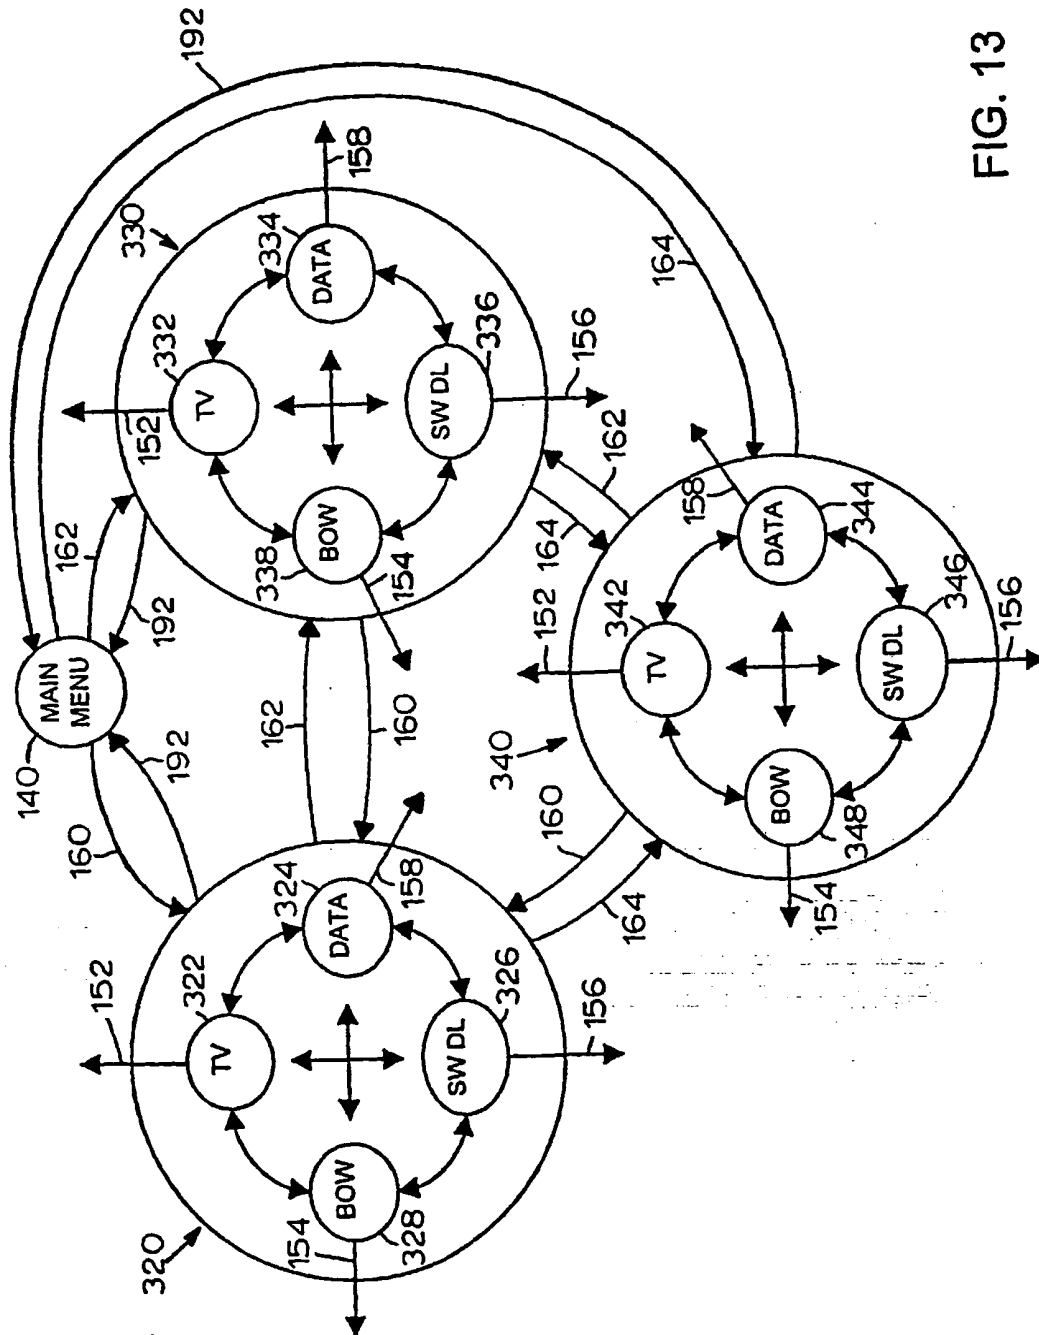 MAIN
MENU
140
160
192
162
192
192
164
320
152
322
TV
324
DATA
158
326
SW DL
156
328
BOW
154
162
160
330
152
332
TV
334
DATA
158
336
SW DL
156
338
BOW
154
160
164
164
162
340
152
342
TV
344
DATA
158
346
SW DL
156
348
BOW
154
FIG. 13